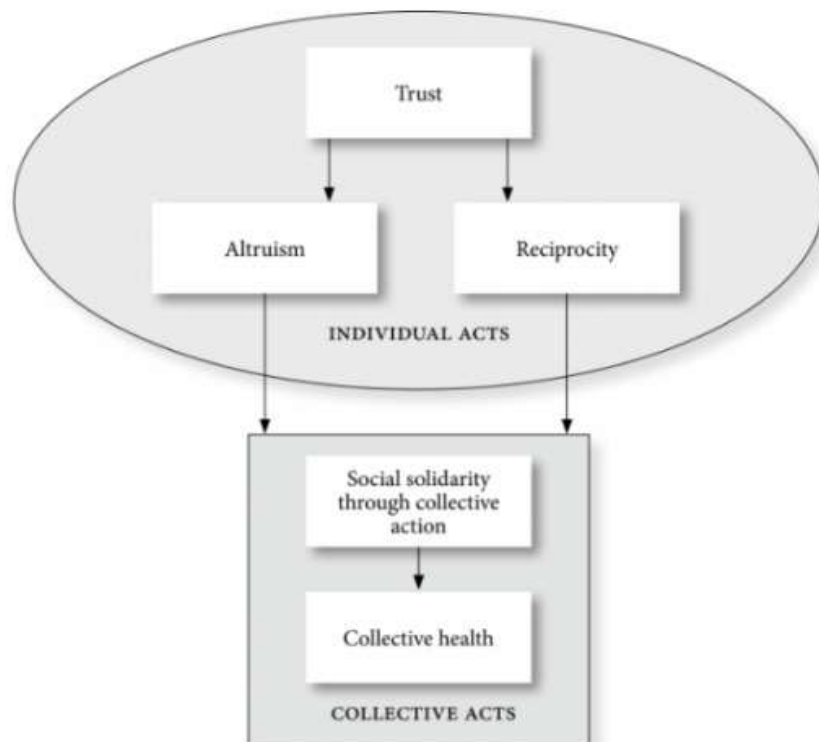 Trust
Altruism
Reciprocity
INDIVIDUAL ACTS
Social solidarity
through collective
action
Collective health
COLLECTIVE ACTS